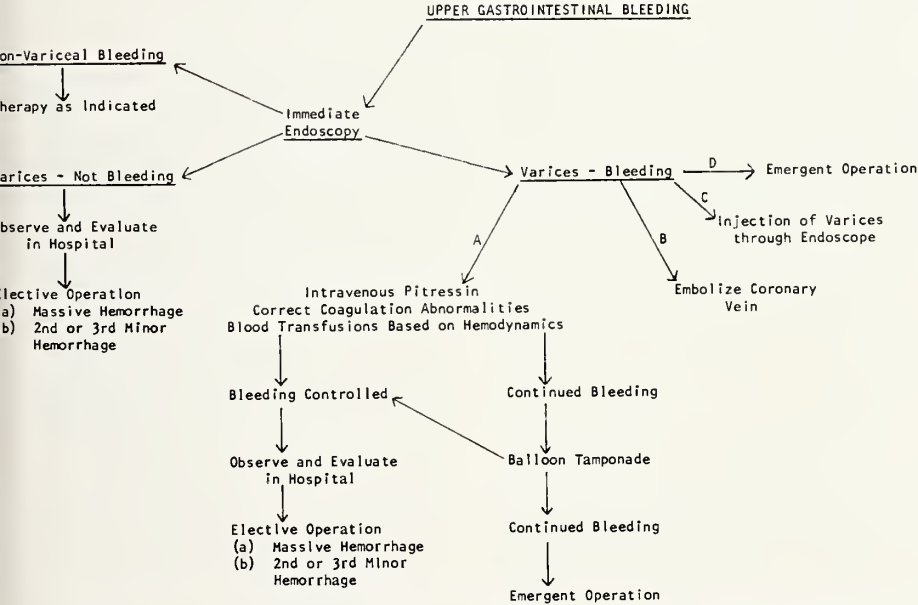 UPPER GASTROINTESTINAL BLEEDING
on-Variceal Bleeding
herapy as Indicated
Immediate
Endoscopy
arices - Not Bleeding
Varices - Bleeding
D
Emergent Operation
C
Injection of Varices
through Endoscope
bserve and Evaluate
in Hospital
A
B
lective Operation
a) Massive Hemorrhage
b) 2nd or 3rd Minor
Hemorrhage
Intravenous Pitressin
Correct Coagulation Abnormalities
Blood Transfusions Based on Hemodynamics
Embolize Coronary
Vein
Bleeding Controlled
Continued Bleeding
Observe and Evaluate
in Hospital
Balloon Tamponade
Elective Operation
(a) Massive Hemorrhage
(b) 2nd or 3rd Minor
Hemorrhage
Continued Bleeding
Emergent Operation